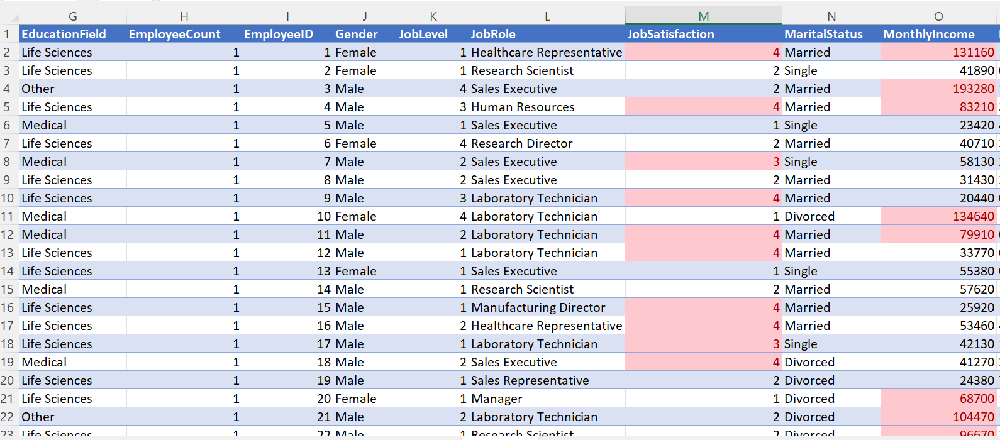 G H I J K L M N O
1 EducationField EmployeeCount EmployeeID Gender JobLevel JobRole JobSatisfaction MaritalStatus MonthlyIncome
2 Life Sciences 1 1 Female 1 Healthcare Representative 4 Married 131160
3 Life Sciences 1 2 Female 1 Research Scientist 2 Single 41890
4 Other 1 3 Male 4 Sales Executive 2 Married 193280
5 Life Sciences 1 4 Male 3 Human Resources 4 Married 83210
6 Medical 1 5 Male 1 Sales Executive 1 Single 23420
7 Life Sciences 1 6 Female 4 Research Director 2 Married 40710
8 Medical 1 7 Male 2 Sales Executive 3 Single 58130
9 Life Sciences 1 8 Male 2 Sales Executive 2 Married 31430
10 Life Sciences 1 9 Male 3 Laboratory Technician 4 Married 20440
11 Medical 1 10 Female 4 Laboratory Technician 1 Divorced 134640
12 Medical 1 11 Male 2 Laboratory Technician 4 Married 79910
13 Life Sciences 1 12 Male 1 Laboratory Technician 4 Married 33770
14 Life Sciences 1 13 Female 1 Sales Executive 1 Single 55380
15 Medical 1 14 Male 1 Research Scientist 2 Married 57620
16 Life Sciences 1 15 Male 1 Manufacturing Director 4 Married 25920
17 Life Sciences 1 16 Male 2 Healthcare Representative 4 Married 53460
18 Life Sciences 1 17 Male 1 Laboratory Technician 3 Single 42130
19 Medical 1 18 Male 2 Sales Executive 4 Divorced 41270
20 Life Sciences 1 19 Male 1 Sales Representative 2 Divorced 24380
21 Life Sciences 1 20 Female 1 Manager 1 Divorced 68700
22 Other 1 21 Male 2 Laboratory Technician 2 Divorced 104470
23 Life Sciences 1 22 Male 1 Research Scientist Divorced 96670